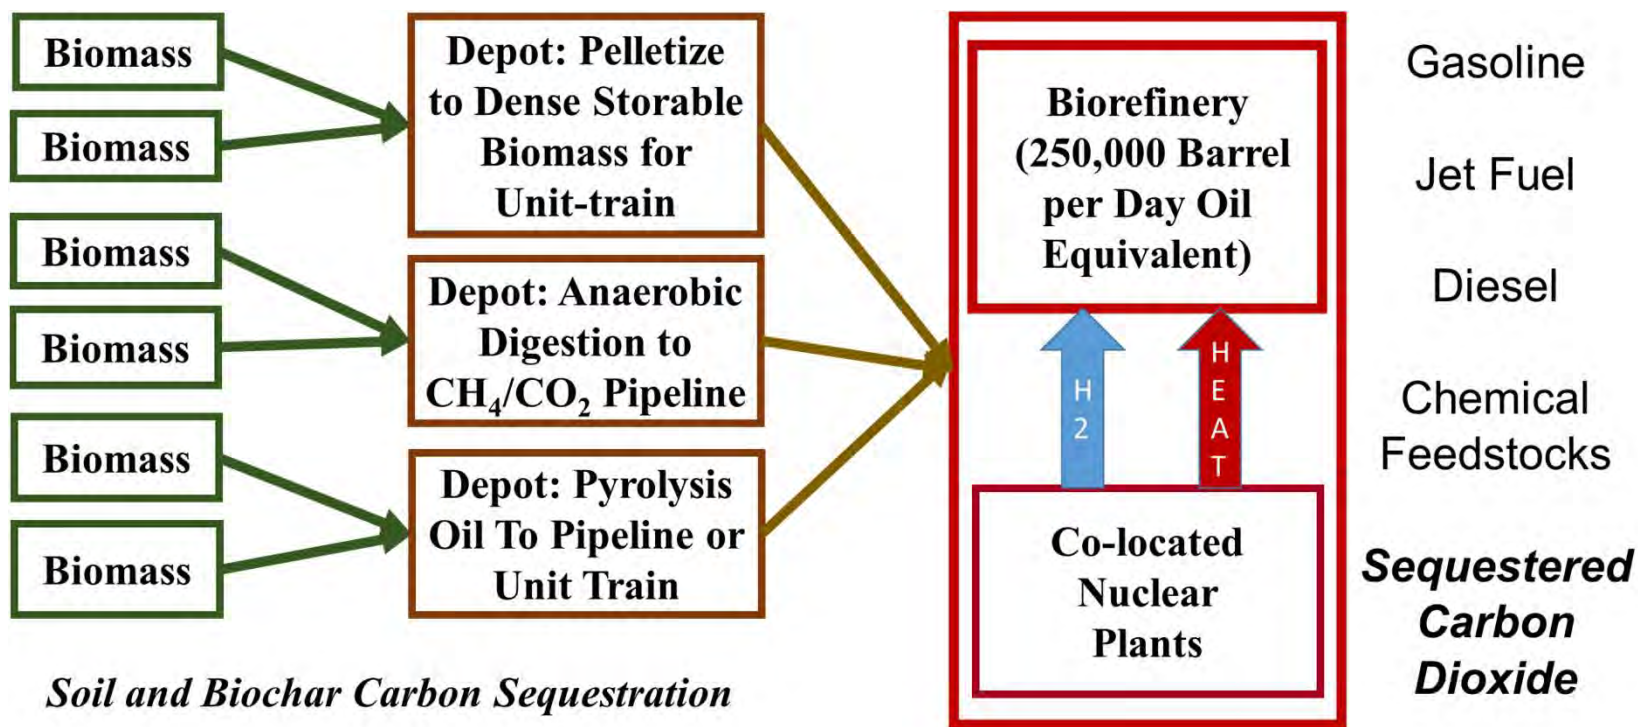 Biomass
Biomass
Biomass
Biomass
Biomass
Biomass
Depot: Pelletize
to Dense Storable
Biomass for
Unit-train
Depot: Anaerobic
Digestion to
CH₄/CO₂ Pipeline
Depot: Pyrolysis
Oil To Pipeline or
Unit Train
Soil and Biochar Carbon Sequestration
Biorefinery
(250,000 Barrel
per Day Oil
Equivalent)
H2
HEAT
Co-located
Nuclear
Plants
Gasoline
Jet Fuel
Diesel
Chemical
Feedstocks
Sequestered
Carbon
Dioxide